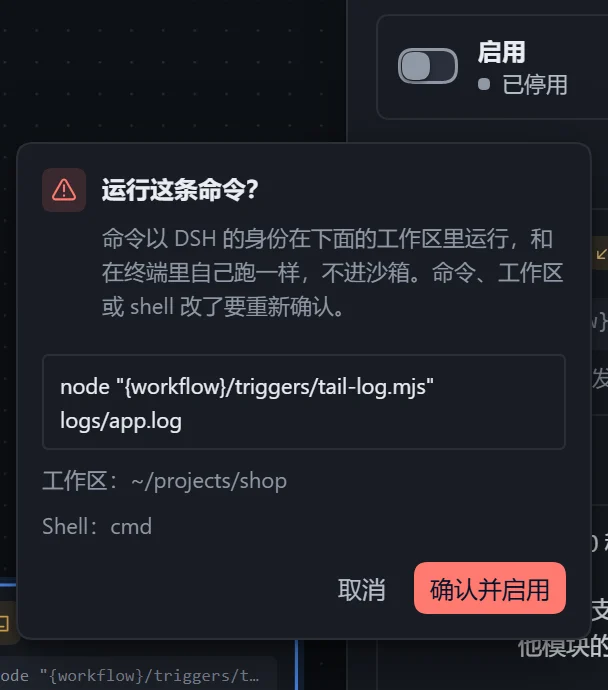 启用
已停用
运行这条命令？
命令以 DSH 的身份在下面的工作区里运行，和
在终端里自己跑一样，不进沙箱。命令、工作区
或 shell 改了要重新确认。
node "{workflow}/triggers/tail-log.mjs"
logs/app.log
工作区：~/projects/shop
Shell：cmd
取消
确认并启用
他模块的
ode "{workflow}/triggers/t…